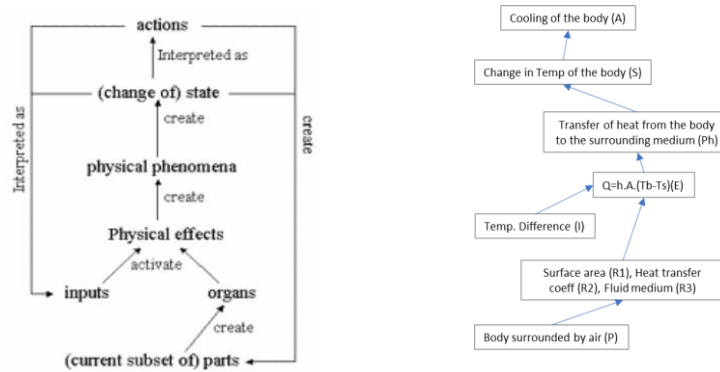 actions
Interpreted as
(change of) state
create
physical phenomena
create
Physical effects
activate
inputs
organs
create
(current subset of) parts
Interpreted as
create
Cooling of the body (A)
Change in Temp of the body (S)
Transfer of heat from the body
to the surrounding medium (Ph)
Q=h.A.(Tb-Ts)(E)
Temp. Difference (I)
Surface area (R1), Heat transfer
coeff (R2), Fluid medium (R3)
Body surrounded by air (P)